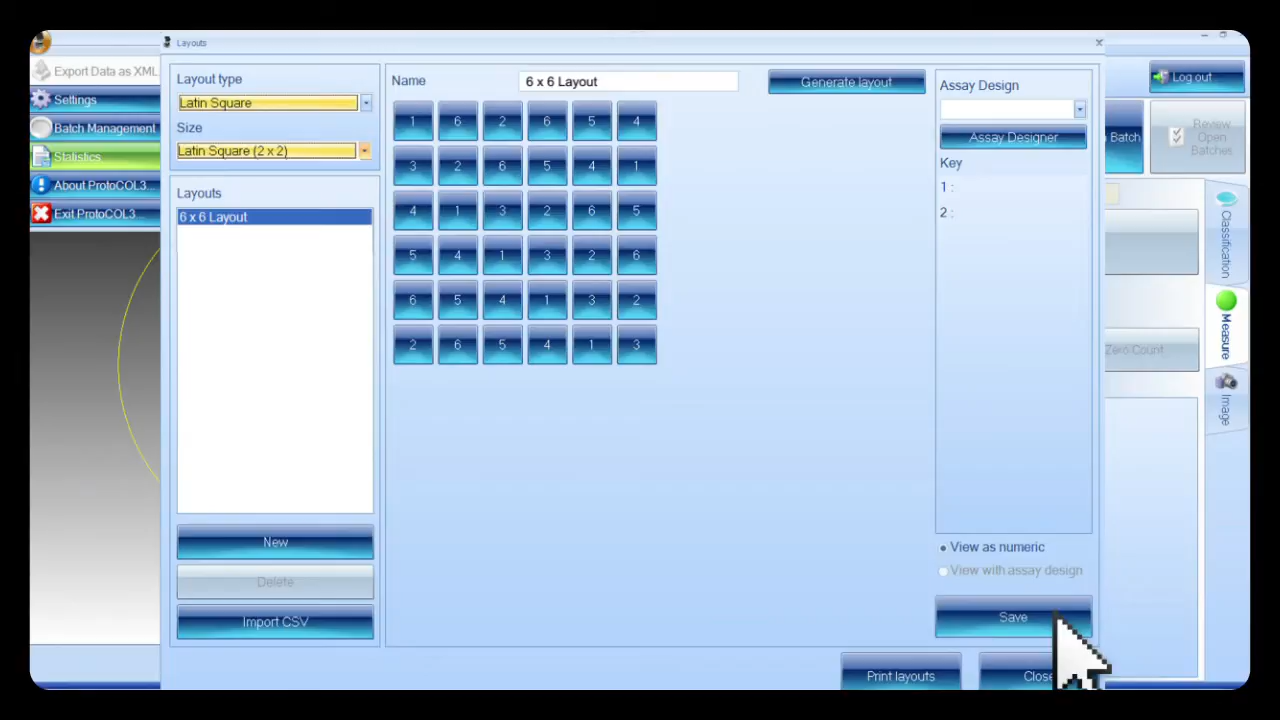 Layouts
Export Data as XML
Settings
Batch Management
Statistics
About ProtoCOL3...
Exit ProtoCOL3...
Layout type
Latin Square
Size
Latin Square (2 x 2)
Layouts
6 x 6 Layout
New
Delete
Import CSV
Name
6 x 6 Layout
Generate layout
1 6 2 6 5 4
3 2 6 5 4 1
4 1 3 2 6 5
5 4 1 3 2 6
6 5 4 1 3 2
2 6 5 4 1 3
Assay Design
Assay Designer
Key
1 :
2 :
View as numeric
View with assay design
Save
Print layouts
Close
Log out
Batch
Review
Open
Batches
Zero Count
Classification
Measure
Image